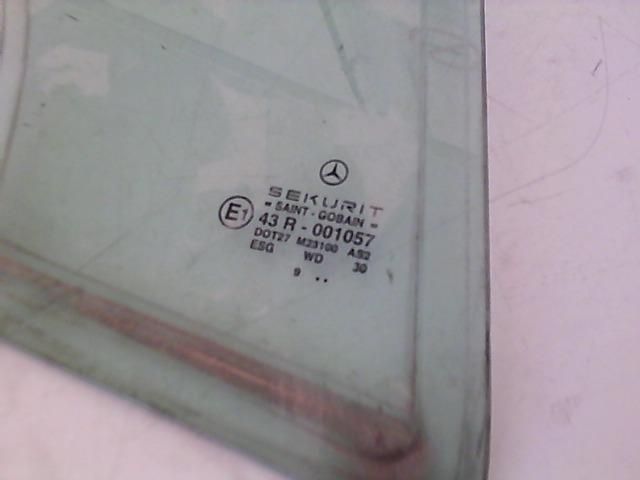 SEKURIT
- SAINT - GOBAIN -
E1 43 R - 001057
DOT27 M23100 AS2
ESG WD 30
9 ..